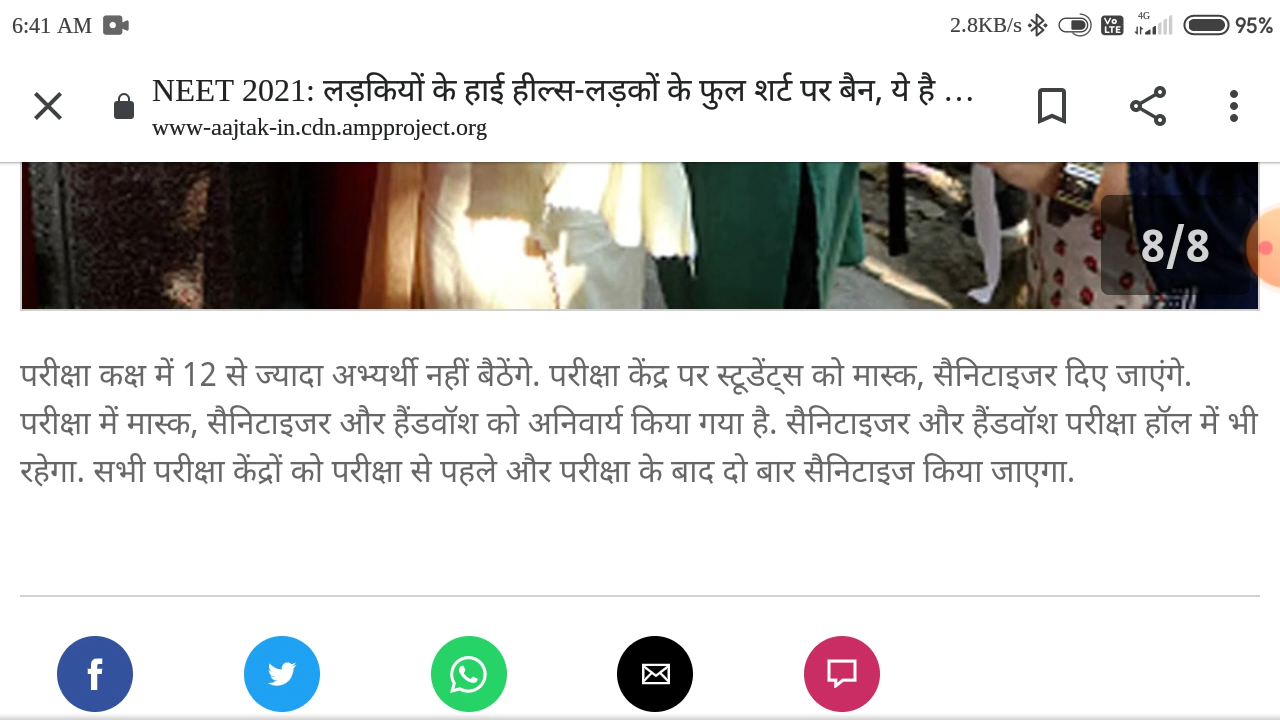 6:41 AM
2.8KB/s
4G
Vo
LTE
95%
NEET 2021: लड़कियों के हाई हील्स-लड़कों के फुल शर्ट पर बैन, ये है ...
www-aajtak-in.cdn.ampproject.org
8/8
परीक्षा कक्ष में 12 से ज्यादा अभ्यर्थी नहीं बैठेंगे. परीक्षा केंद्र पर स्टूडेंट्स को मास्क, सैनिटाइजर दिए जाएंगे.
परीक्षा में मास्क, सैनिटाइजर और हैंडवॉश को अनिवार्य किया गया है. सैनिटाइजर और हैंडवॉश परीक्षा हॉल में भी
रहेगा. सभी परीक्षा केंद्रों को परीक्षा से पहले और परीक्षा के बाद दो बार सैनिटाइज किया जाएगा.